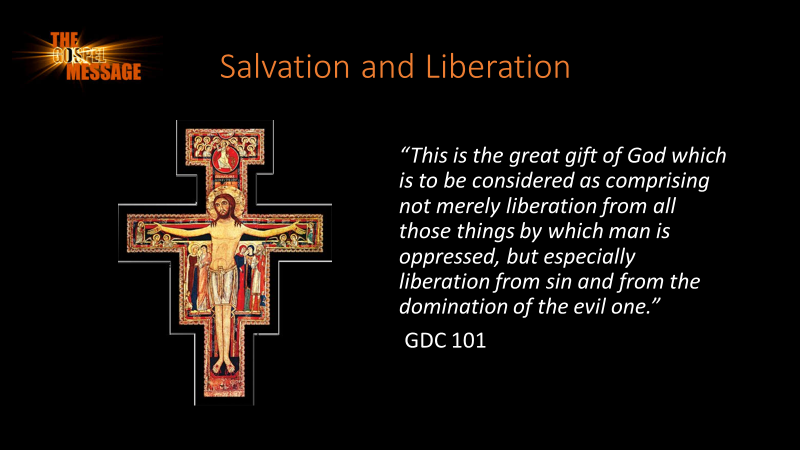 THE
GOSPEL
MESSAGE
Salvation and Liberation
“This is the great gift of God which
is to be considered as comprising
not merely liberation from all
those things by which man is
oppressed, but especially
liberation from sin and from the
domination of the evil one.”
GDC 101